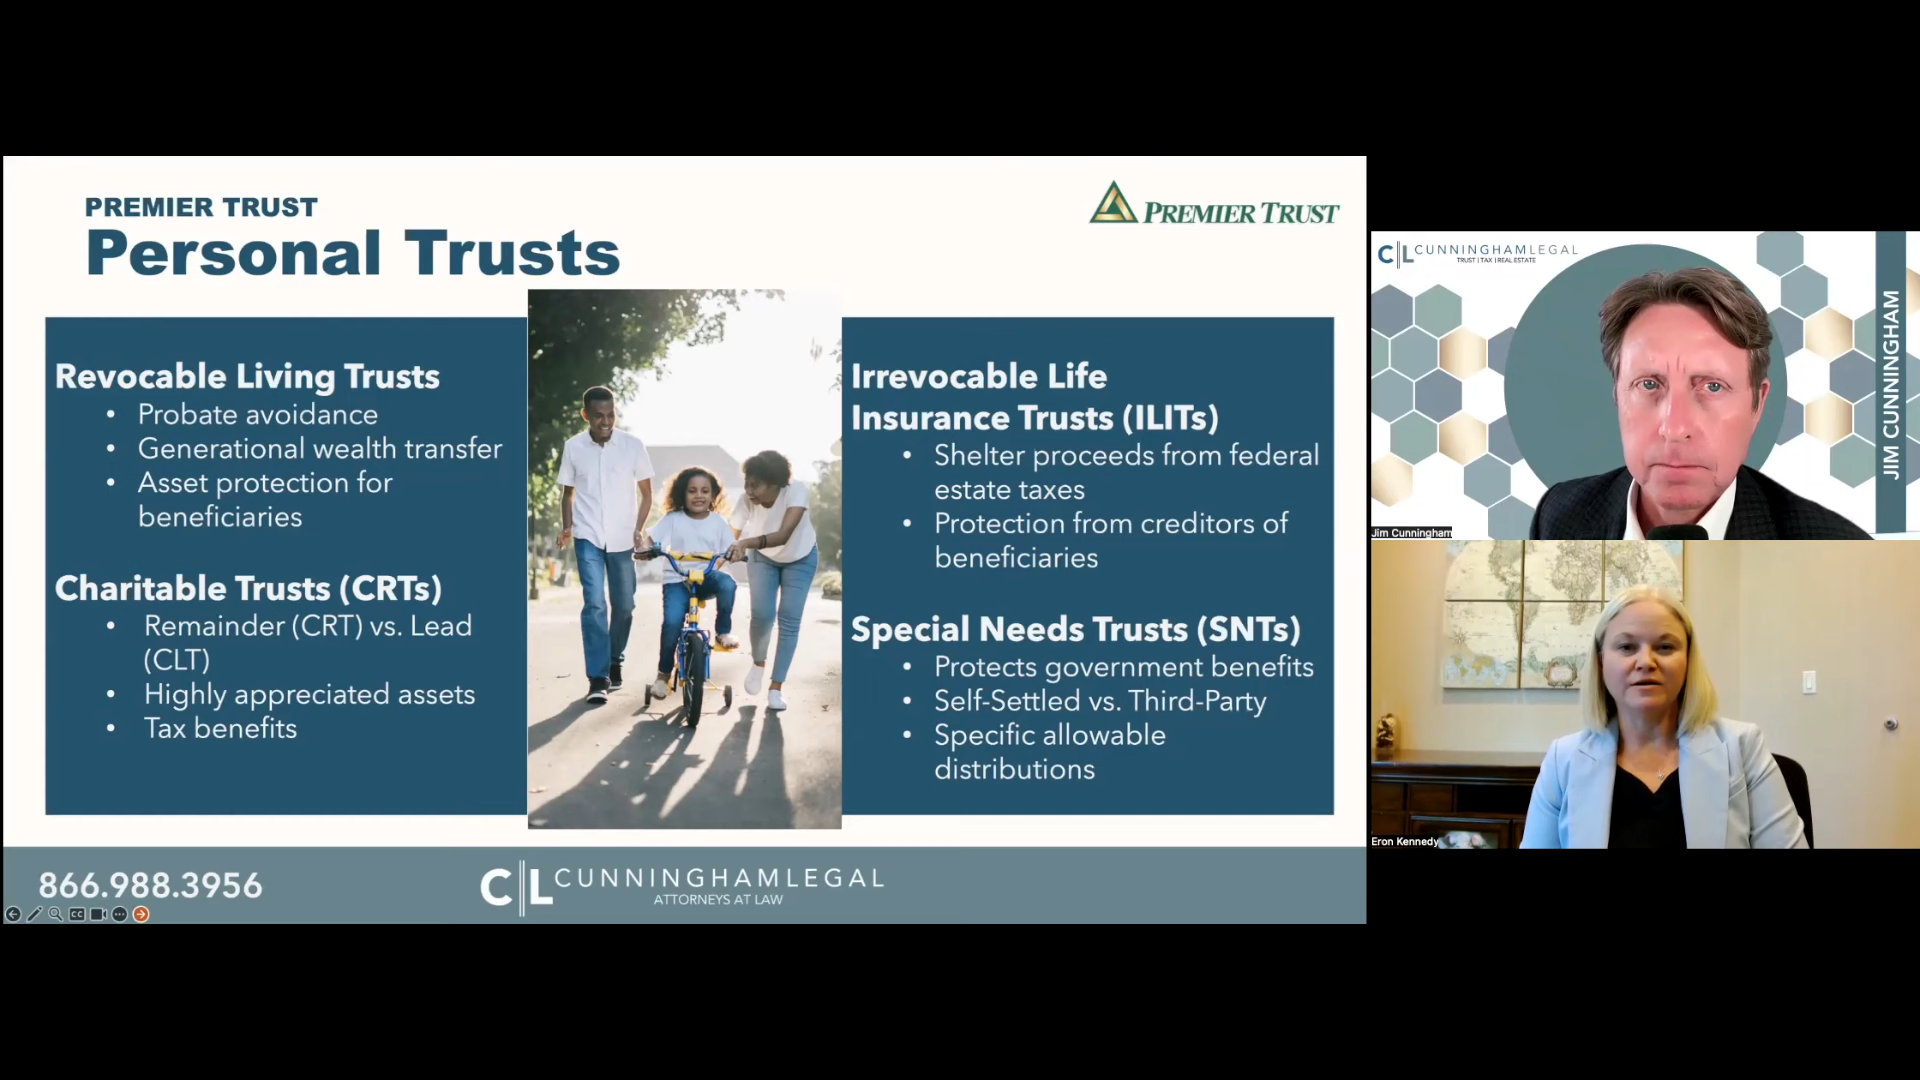 PREMIER TRUST
Personal Trusts
PREMIER TRUST
Revocable Living Trusts
• Probate avoidance
• Generational wealth transfer
• Asset protection for
beneficiaries
Charitable Trusts (CRTs)
• Remainder (CRT) vs. Lead
(CLT)
• Highly appreciated assets
• Tax benefits
Irrevocable Life
Insurance Trusts (ILITs)
• Shelter proceeds from federal
estate taxes
• Protection from creditors of
beneficiaries
Special Needs Trusts (SNTs)
• Protects government benefits
• Self-Settled vs. Third-Party
• Specific allowable
distributions
866.988.3956
CL CUNNINGHAMLEGAL
ATTORNEYS AT LAW
CC
CL CUNNINGHAMLEGAL
TRUST | TAX | REAL ESTATE
JIM CUNNINGHAM
Jim Cunningham
Eron Kennedy